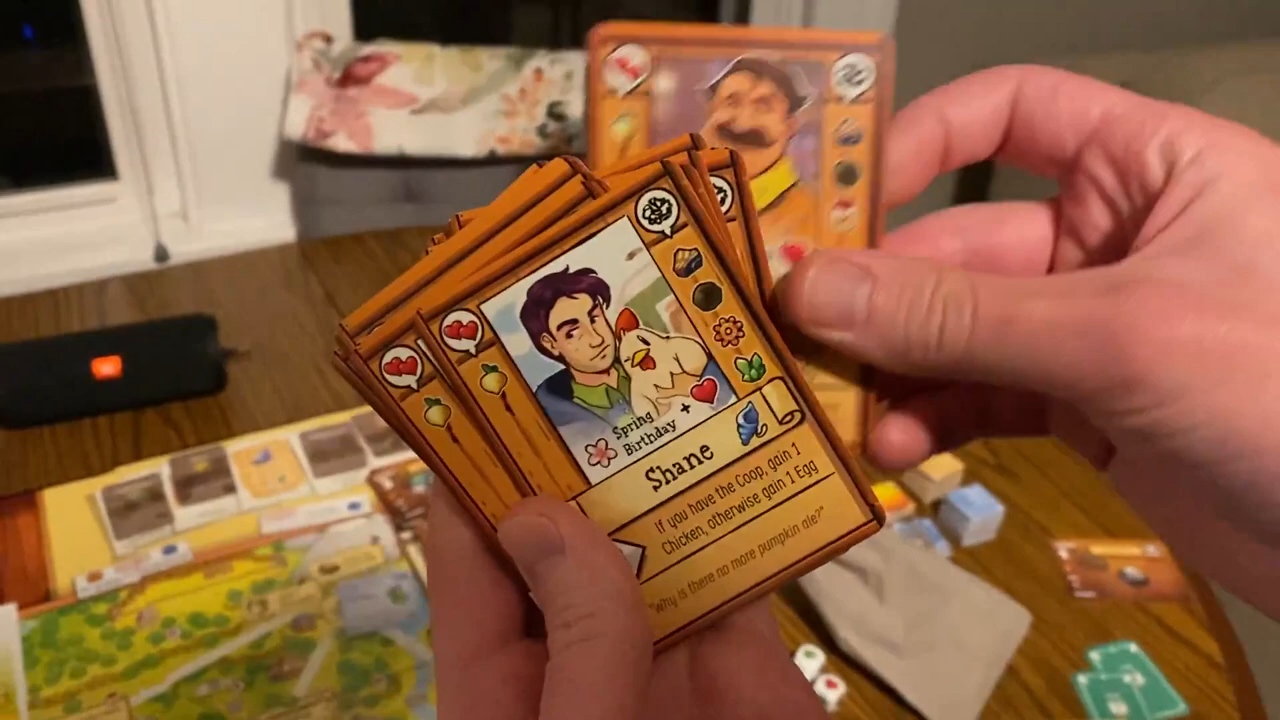 Spring
Birthday
Shane
If you have the Coop, gain 1
Chicken, otherwise gain 1 Egg
"Why is there no more pumpkin ale?"